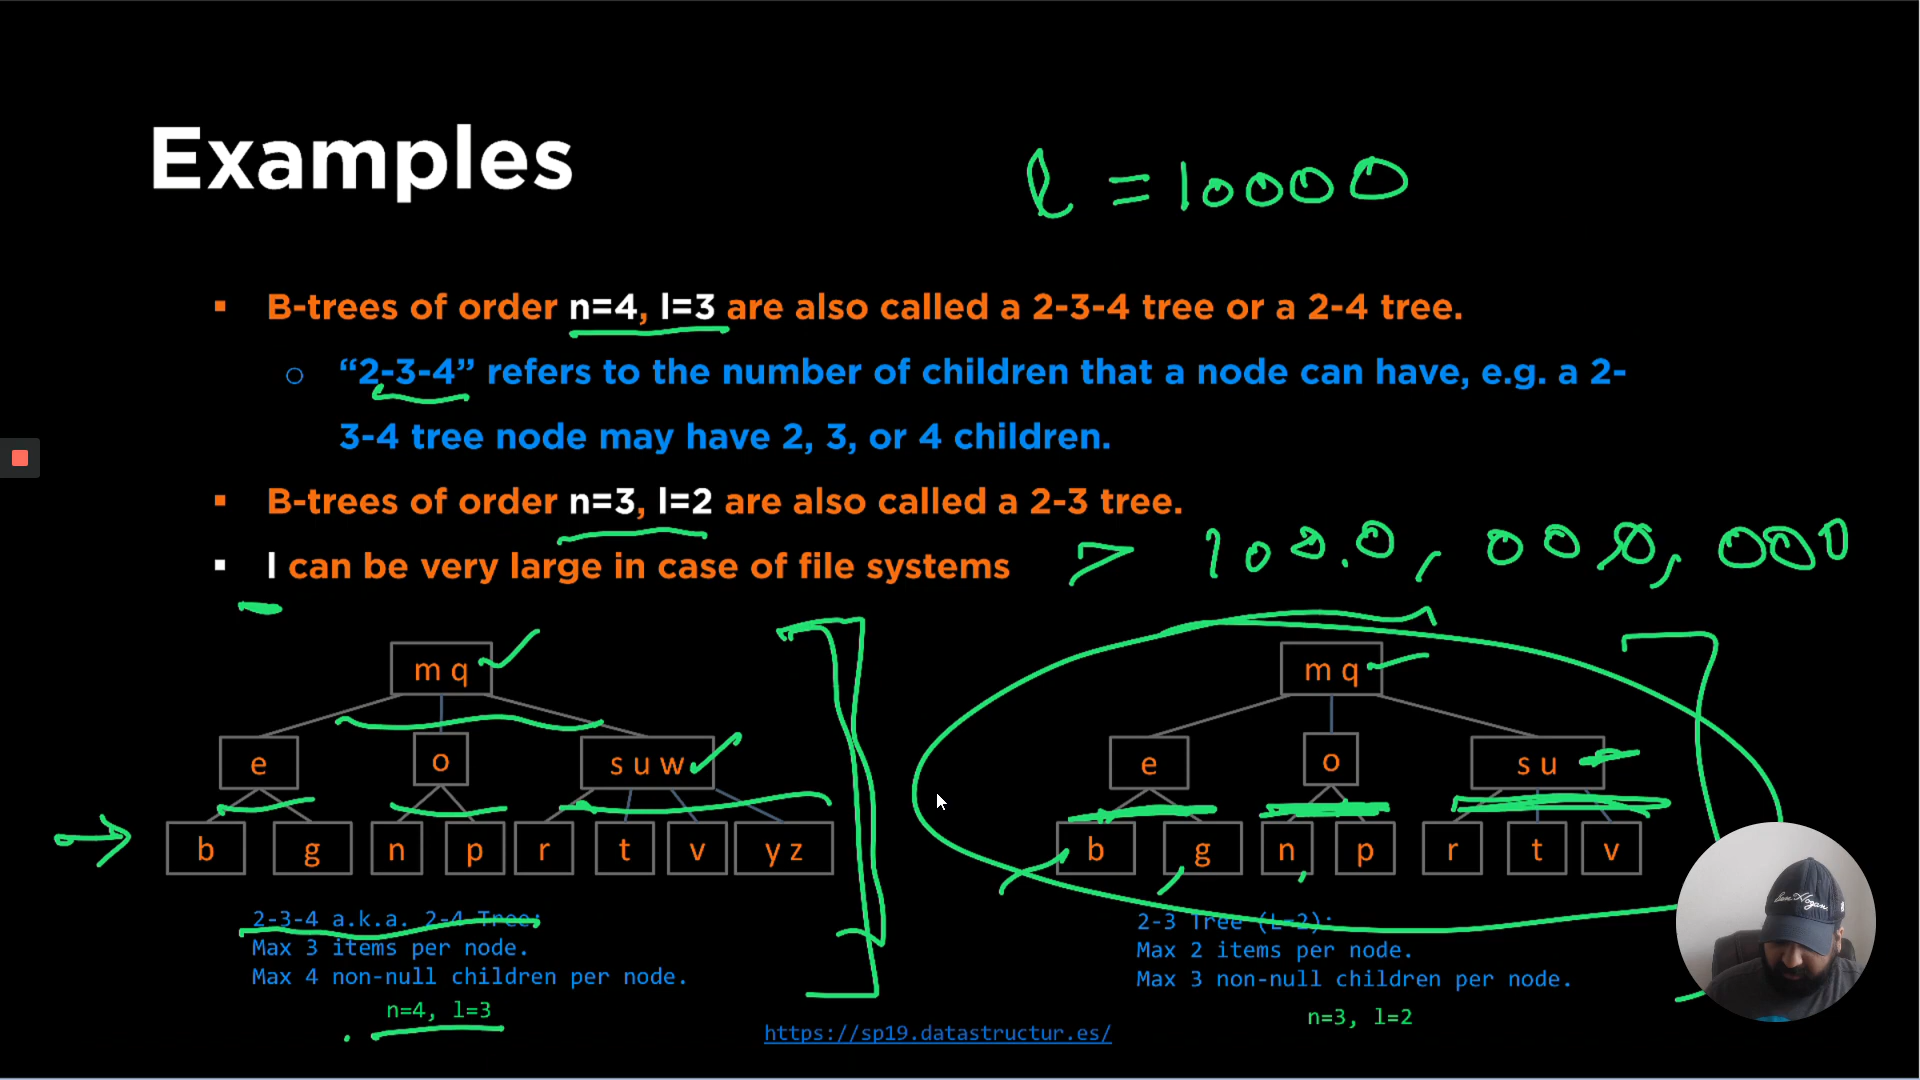 Examples
l = 10000
▪ B-trees of order n=4, l=3 are also called a 2-3-4 tree or a 2-4 tree.
○ “2-3-4” refers to the number of children that a node can have, e.g. a 2-
3-4 tree node may have 2, 3, or 4 children.
▪ B-trees of order n=3, l=2 are also called a 2-3 tree.
▪ l can be very large in case of file systems
m q
e o s u w
b g n p r t v y z
2-3-4 a.k.a. 2-4 Tree:
Max 3 items per node.
Max 4 non-null children per node.
n=4, l=3
m q
e o s u
b g n p r t v
2-3 Tree (L=2):
Max 2 items per node.
Max 3 non-null children per node.
n=3, l=2
https://sp19.datastructur.es/